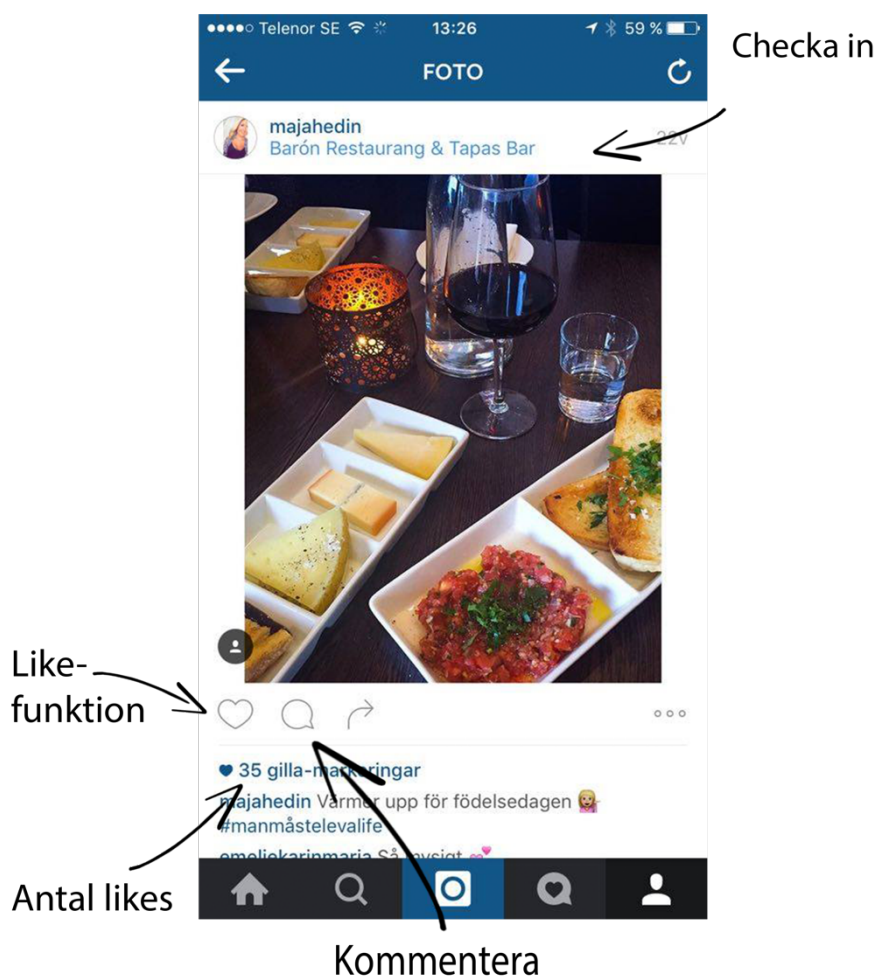 Telenor SE 13:26 59 %
Checka in
FOTO
majahedin
22v
Barón Restaurang & Tapas Bar
Like-
funktion
35 gilla-markeringar
majahedin Värmer upp för födelsedagen 💁🏼
#manmåstelevalife
emeliekarinmaria Så mysigt 💕
Antal likes
Kommentera